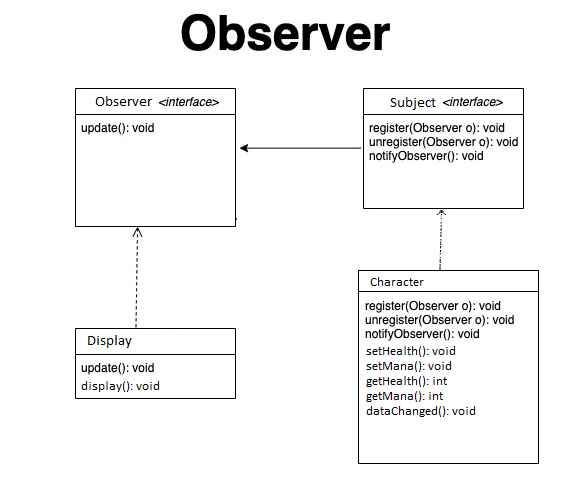 Observer
Observer <interface>
update(): void
Subject <interface>
register(Observer o): void
unregister(Observer o): void
notifyObserver(): void
Display
update(): void
display(): void
Character
register(Observer o): void
unregister(Observer o): void
notifyObserver(): void
setHealth(): void
setMana(): void
getHealth(): int
getMana(): int
dataChanged(): void